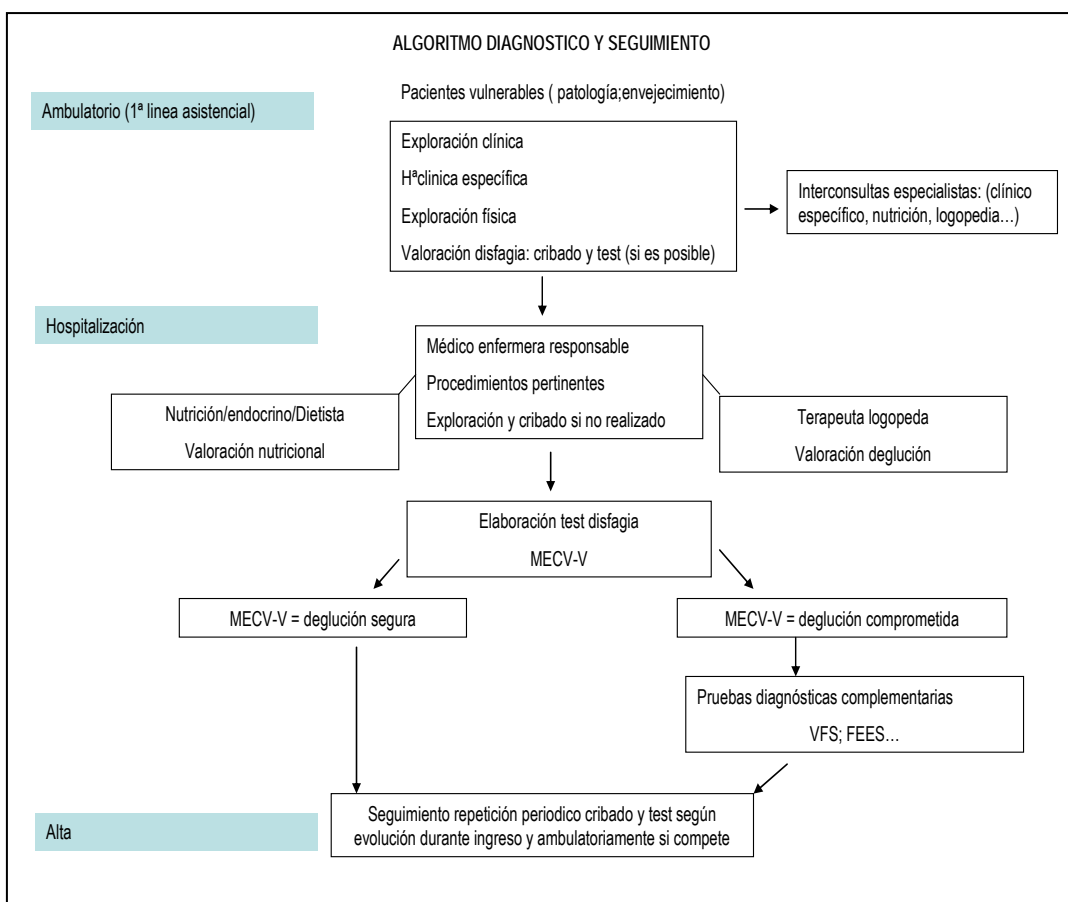 ALGORITMO DIAGNOSTICO Y SEGUIMIENTO
Pacientes vulnerables ( patología;envejecimiento)
Ambulatorio (1ª linea asistencial)
Exploración clínica
Hªclinica específica
Exploración física
Valoración disfagia: cribado y test (si es posible)
Interconsultas especialistas: (clínico
específico, nutrición, logopedia…)
Hospitalización
Médico enfermera responsable
Procedimientos pertinentes
Exploración y cribado si no realizado
Nutrición/endocrino/Dietista
Valoración nutricional
Terapeuta logopeda
Valoración deglución
Elaboración test disfagia
MECV-V
MECV-V = deglución segura
MECV-V = deglución comprometida
Pruebas diagnósticas complementarias
VFS; FEES…
Alta
Seguimiento repetición periodico cribado y test según
evolución durante ingreso y ambulatoriamente si compete